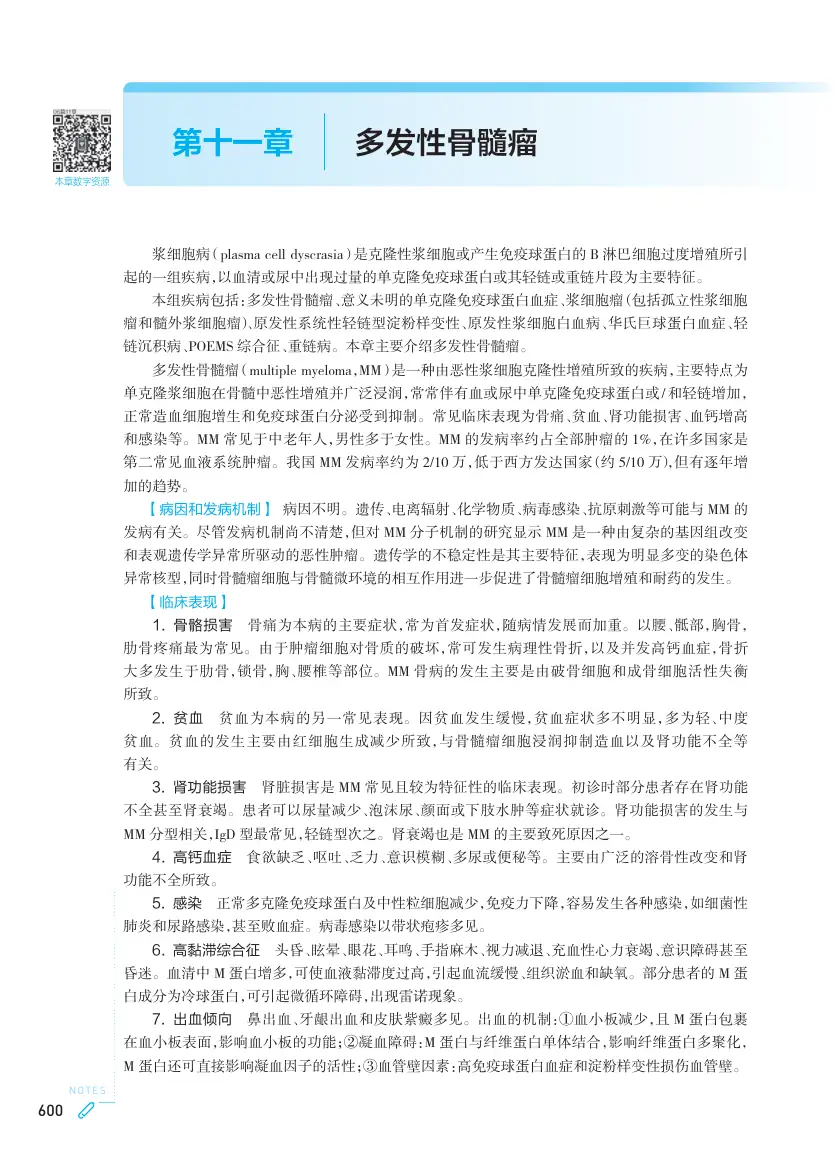 第十一章
多发性骨髓瘤
本章数字资源
浆细胞病（plasma cell dyscrasia）是克隆性浆细胞或产生免疫球蛋白的 B 淋巴细胞过度增殖所引
起的一组疾病，以血清或尿中出现过量的单克隆免疫球蛋白或其轻链或重链片段为主要特征。
本组疾病包括：多发性骨髓瘤、意义未明的单克隆免疫球蛋白血症、浆细胞瘤（包括孤立性浆细胞
瘤和髓外浆细胞瘤）、原发性系统性轻链型淀粉样变性、原发性浆细胞白血病、华氏巨球蛋白血症、轻
链沉积病、POEMS 综合征、重链病。本章主要介绍多发性骨髓瘤。
多发性骨髓瘤（multiple myeloma，MM）是一种由恶性浆细胞克隆性增殖所致的疾病，主要特点为
单克隆浆细胞在骨髓中恶性增殖并广泛浸润，常常伴有血或尿中单克隆免疫球蛋白或/和轻链增加，
正常造血细胞增生和免疫球蛋白分泌受到抑制。常见临床表现为骨痛、贫血、肾功能损害、血钙增高
和感染等。MM 常见于中老年人，男性多于女性。MM 的发病率约占全部肿瘤的 1%，在许多国家是
第二常见血液系统肿瘤。我国 MM 发病率约为 2/10 万，低于西方发达国家（约 5/10 万），但有逐年增
加的趋势。
【病因和发病机制】 病因不明。遗传、电离辐射、化学物质、病毒感染、抗原刺激等可能与 MM 的
发病有关。尽管发病机制尚不清楚，但对 MM 分子机制的研究显示 MM 是一种由复杂的基因组改变
和表观遗传学异常所驱动的恶性肿瘤。遗传学的不稳定性是其主要特征，表现为明显多变的染色体
异常核型，同时骨髓瘤细胞与骨髓微环境的相互作用进一步促进了骨髓瘤细胞增殖和耐药的发生。
【临床表现】
1. 骨骼损害 骨痛为本病的主要症状，常为首发症状，随病情发展而加重。以腰、骶部，胸骨，
肋骨疼痛最为常见。由于肿瘤细胞对骨质的破坏，常可发生病理性骨折，以及并发高钙血症，骨折
大多发生于肋骨，锁骨，胸、腰椎等部位。MM 骨病的发生主要是由破骨细胞和成骨细胞活性失衡
所致。
2. 贫血 贫血为本病的另一常见表现。因贫血发生缓慢，贫血症状多不明显，多为轻、中度
贫血。贫血的发生主要由红细胞生成减少所致，与骨髓瘤细胞浸润抑制造血以及肾功能不全等
有关。
3. 肾功能损害 肾脏损害是 MM 常见且较为特征性的临床表现。初诊时部分患者存在肾功能
不全甚至肾衰竭。患者可以尿量减少、泡沫尿、颜面或下肢水肿等症状就诊。肾功能损害的发生与
MM 分型相关，IgD 型最常见，轻链型次之。肾衰竭也是 MM 的主要致死原因之一。
4. 高钙血症 食欲缺乏、呕吐、乏力、意识模糊、多尿或便秘等。主要由广泛的溶骨性改变和肾
功能不全所致。
5. 感染 正常多克隆免疫球蛋白及中性粒细胞减少，免疫力下降，容易发生各种感染，如细菌性
肺炎和尿路感染，甚至败血症。病毒感染以带状疱疹多见。
6. 高黏滞综合征 头昏、眩晕、眼花、耳鸣、手指麻木、视力减退、充血性心力衰竭、意识障碍甚至
昏迷。血清中 M 蛋白增多，可使血液黏滞度过高，引起血流缓慢、组织淤血和缺氧。部分患者的 M 蛋
白成分为冷球蛋白，可引起微循环障碍，出现雷诺现象。
7. 出血倾向 鼻出血、牙龈出血和皮肤紫癜多见。出血的机制：①血小板减少，且 M 蛋白包裹
在血小板表面，影响血小板的功能；②凝血障碍：M 蛋白与纤维蛋白单体结合，影响纤维蛋白多聚化，
M 蛋白还可直接影响凝血因子的活性；③血管壁因素：高免疫球蛋白血症和淀粉样变性损伤血管壁。
NOTES
600